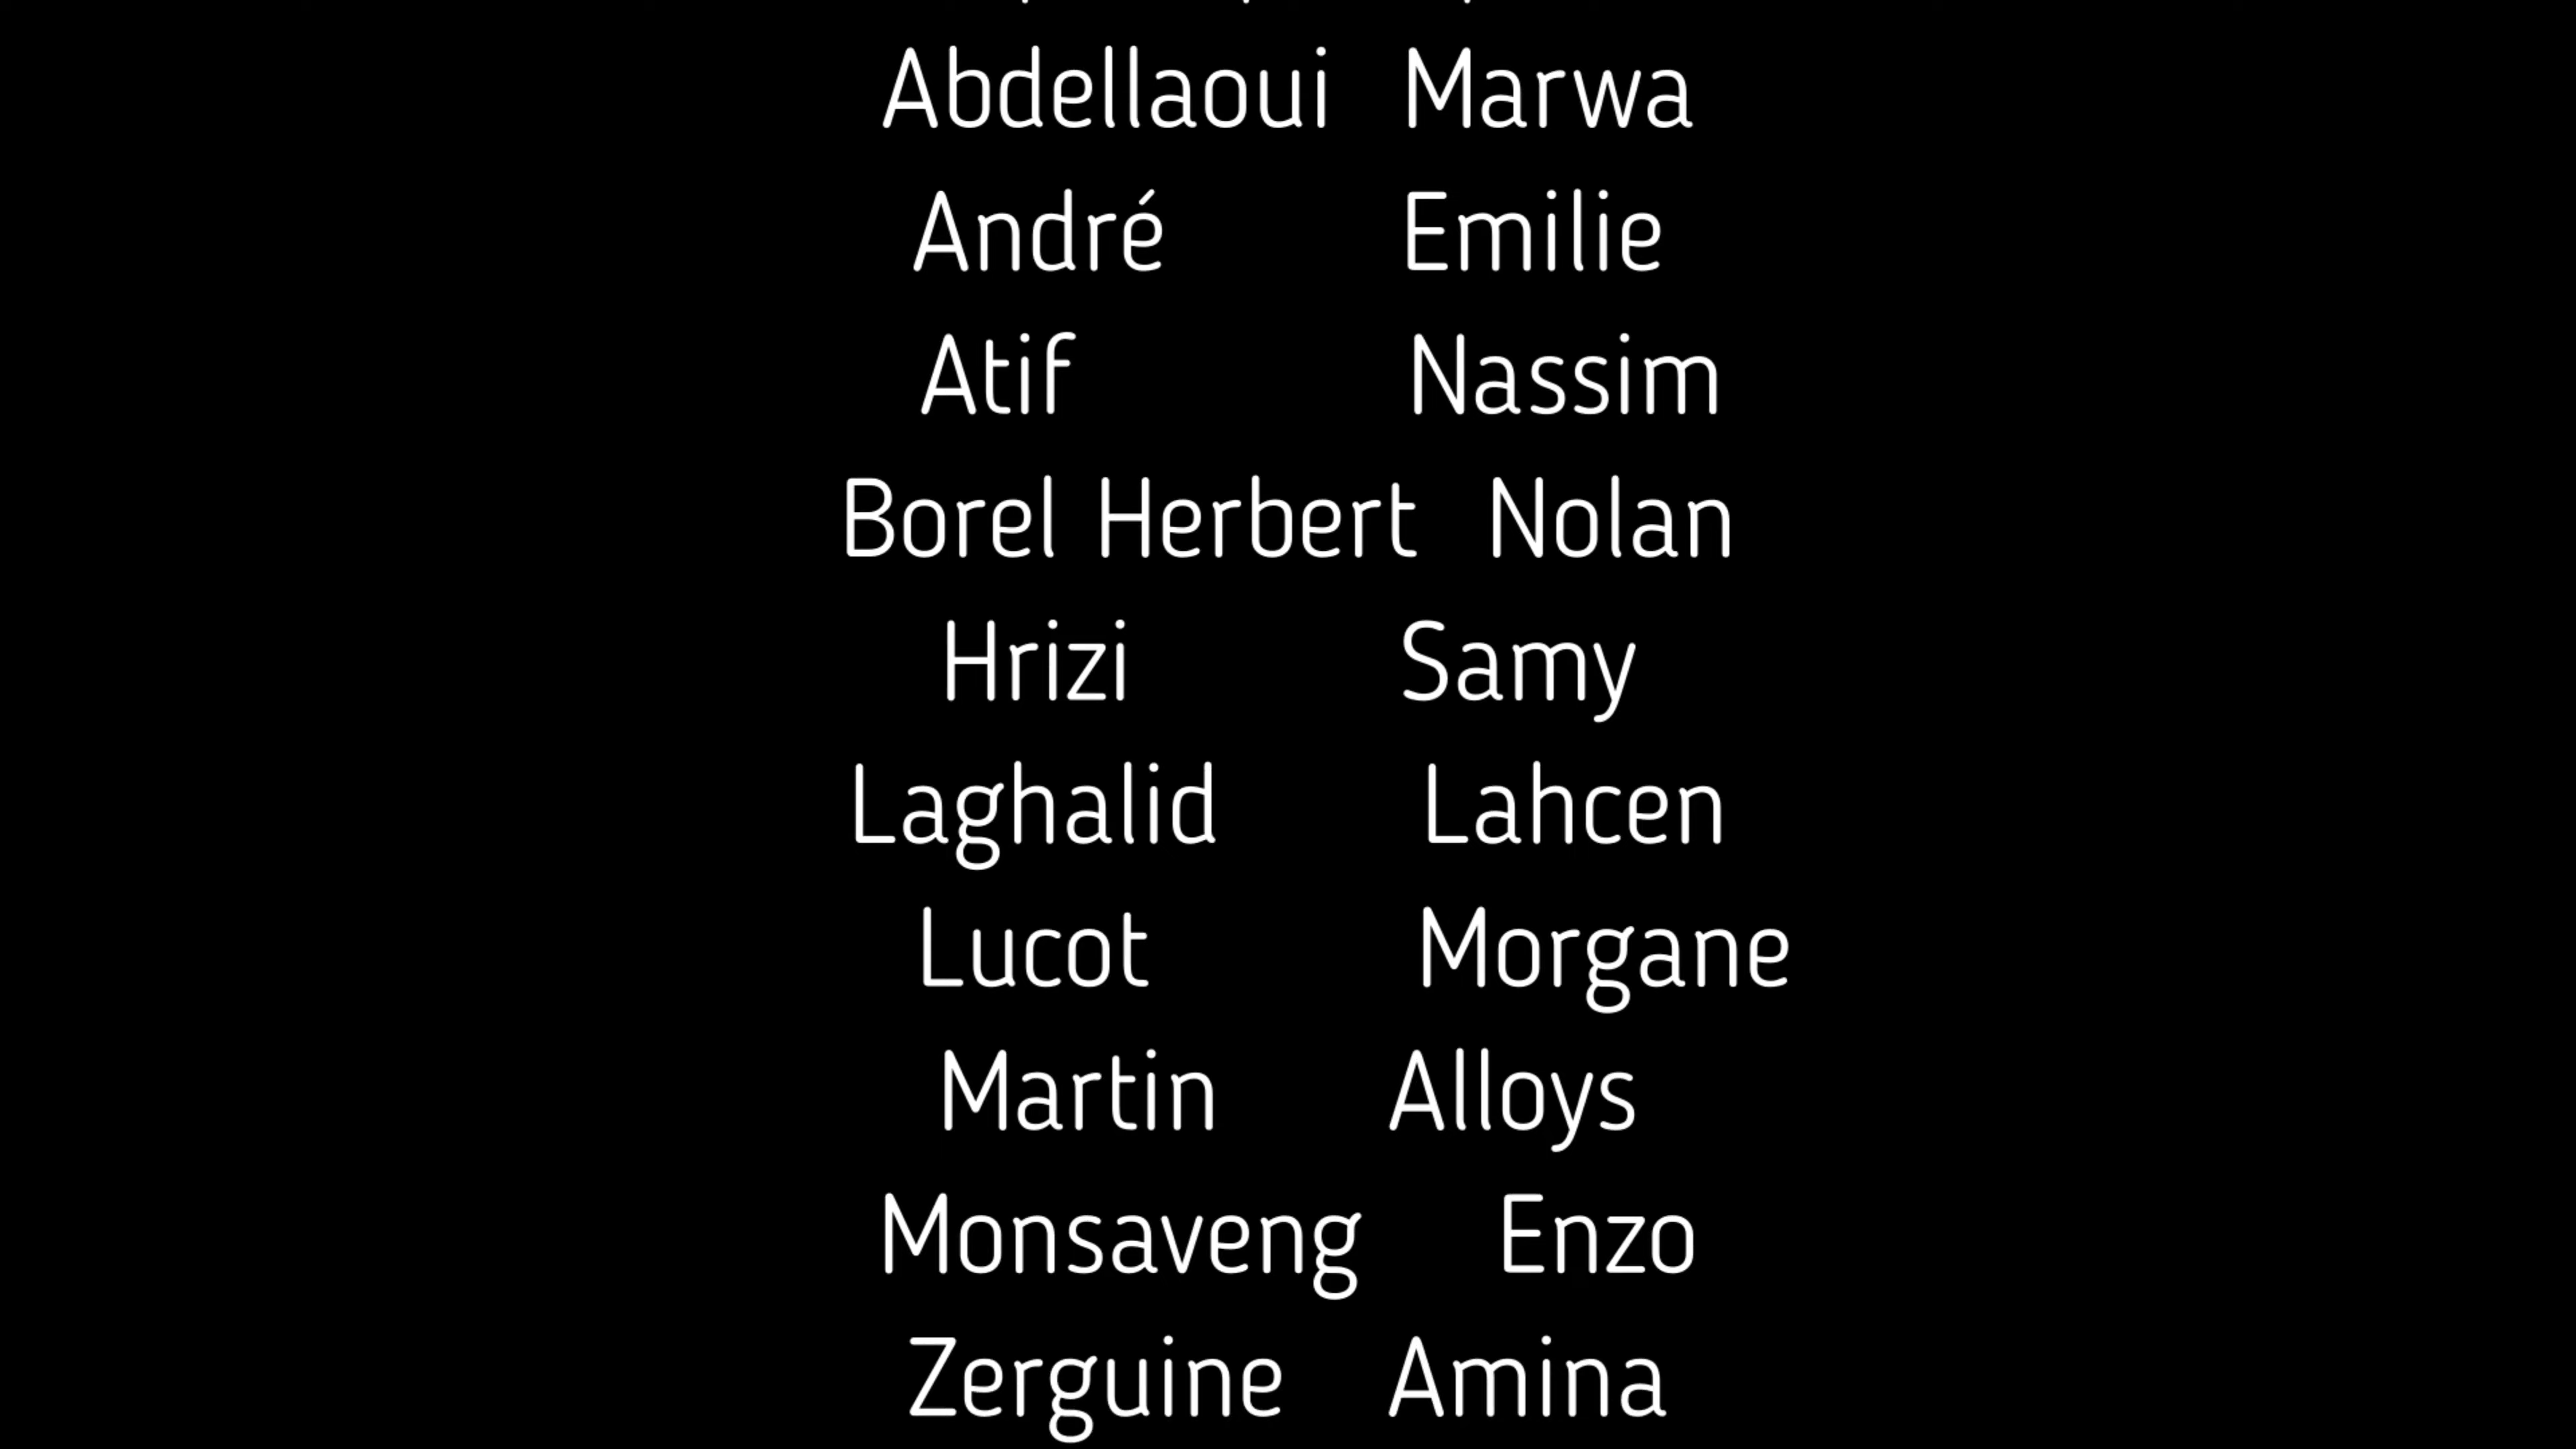 Abdellaoui Marwa
André Emilie
Atif Nassim
Borel Herbert Nolan
Hrizi Samy
Laghalid Lahcen
Lucot Morgane
Martin Alloys
Monsaveng Enzo
Zerguine Amina